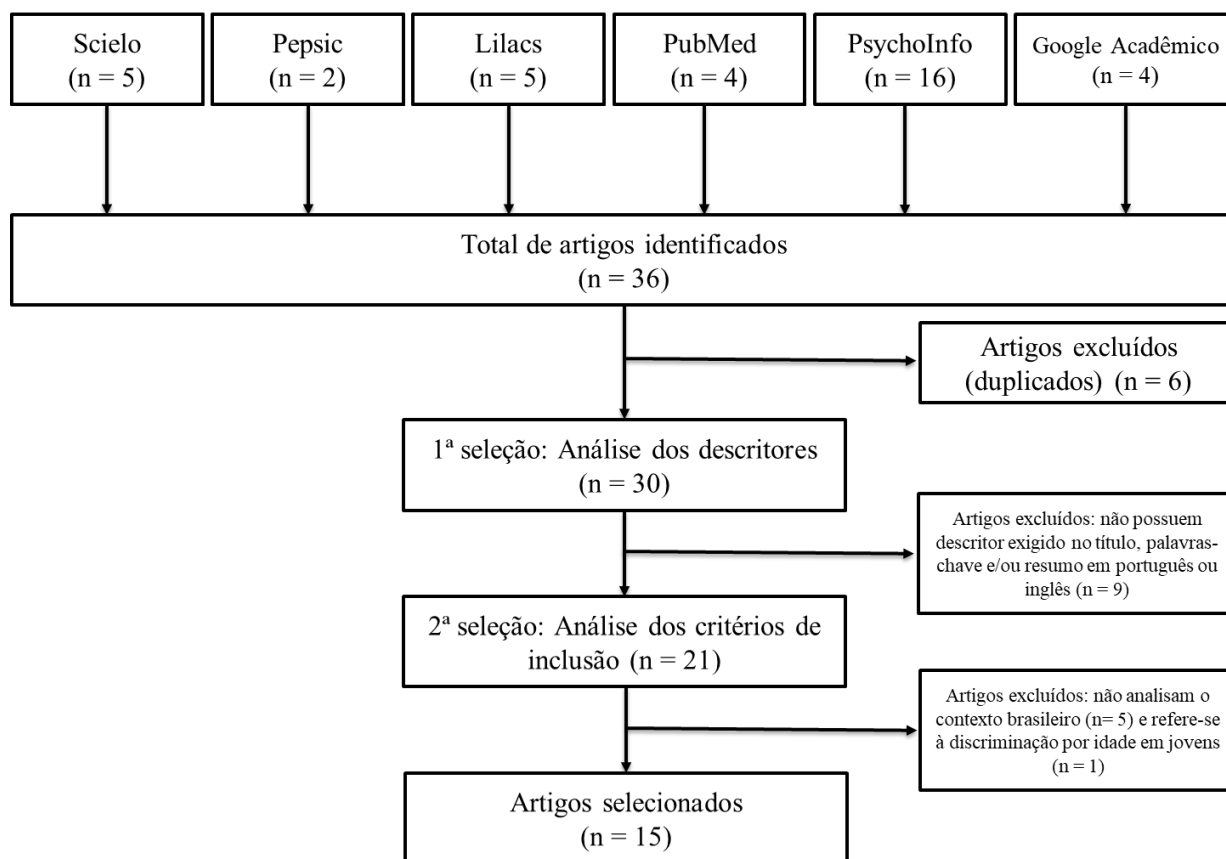 Scielo
(n = 5)
Pepsic
(n = 2)
Lilacs
(n = 5)
PubMed
(n = 4)
PsychoInfo
(n = 16)
Google Acadêmico
(n = 4)
Total de artigos identificados
(n = 36)
Artigos excluídos
(duplicados) (n = 6)
1ª seleção: Análise dos descritores
(n = 30)
Artigos excluídos: não possuem
descritor exigido no título, palavras-
chave e/ou resumo em português ou
inglês (n = 9)
2ª seleção: Análise dos critérios de
inclusão (n = 21)
Artigos excluídos: não analisam o
contexto brasileiro (n= 5) e refere-se
à discriminação por idade em jovens
(n = 1)
Artigos selecionados
(n = 15)